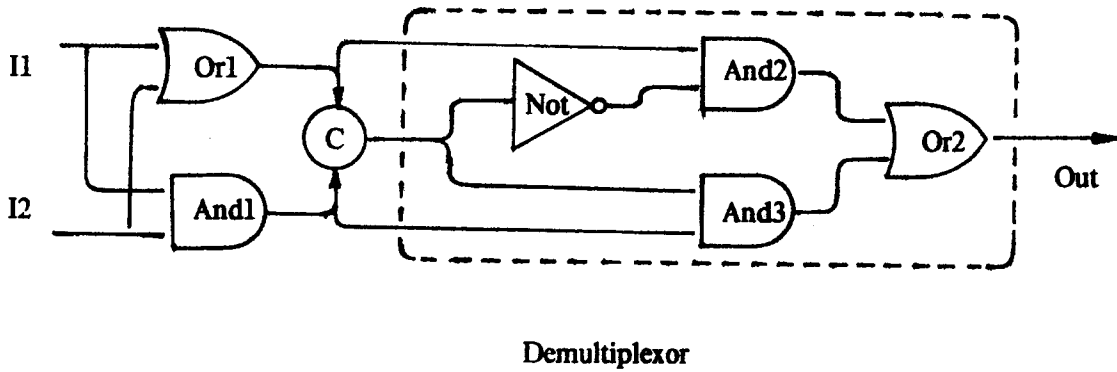 I1
Or1
And2
Not
C
Or2
Out
I2
And1
And3
Demultiplexor